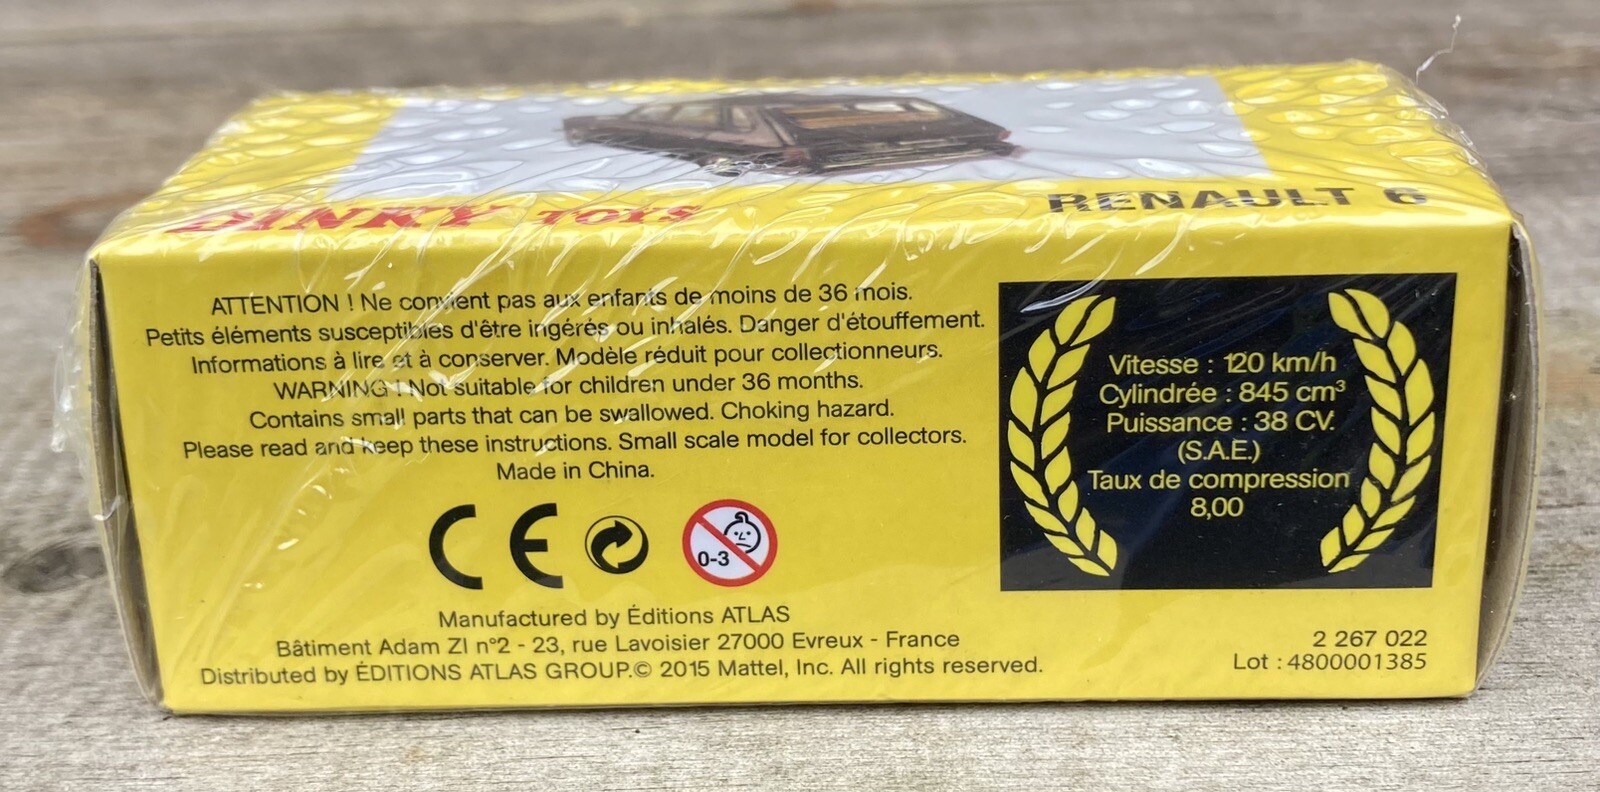 DINKY TOYS
RENAULT 6
ATTENTION ! Ne convient pas aux enfants de moins de 36 mois.
Petits éléments susceptibles d'être ingérés ou inhalés. Danger d'étouffement.
Informations à lire et à conserver. Modèle réduit pour collectionneurs.
WARNING ! Not suitable for children under 36 months.
Contains small parts that can be swallowed. Choking hazard.
Please read and keep these instructions. Small scale model for collectors.
Made in China.
CE
0-3
Manufactured by Éditions ATLAS
Bâtiment Adam ZI n°2 - 23, rue Lavoisier 27000 Evreux - France
Distributed by ÉDITIONS ATLAS GROUP.© 2015 Mattel, Inc. All rights reserved.
Vitesse : 120 km/h
Cylindrée : 845 cm³
Puissance : 38 CV.
(S.A.E.)
Taux de compression
8,00
2 267 022
Lot : 4800001385